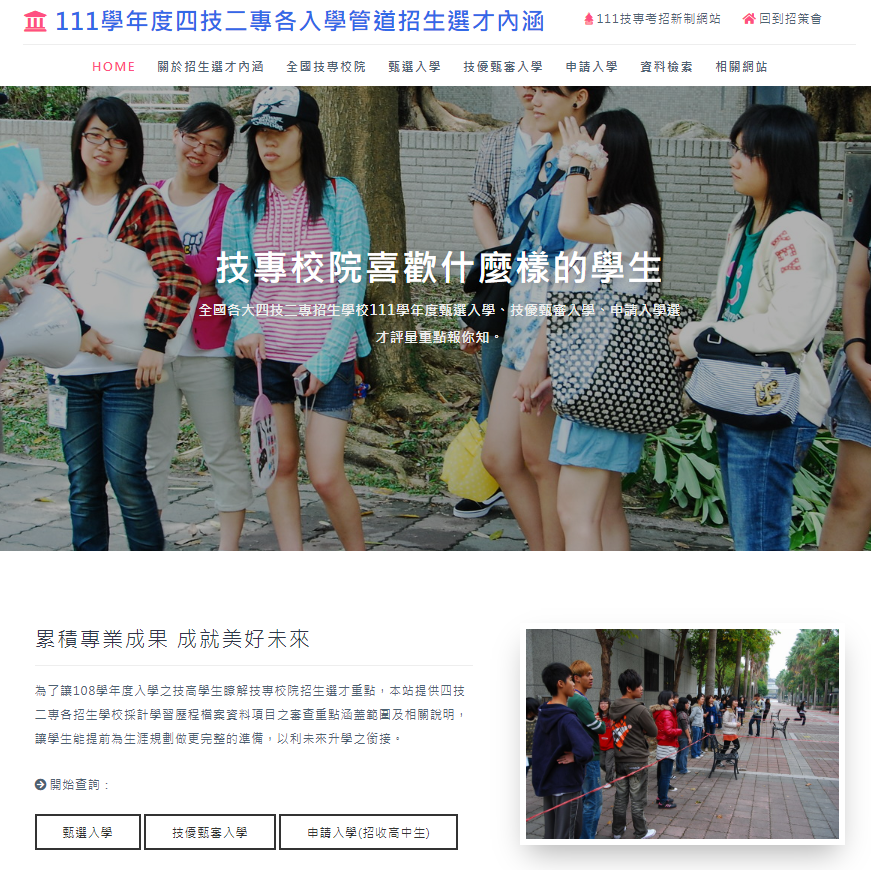 111學年度四技二專各入學管道招生選才內涵
111技專考招新制網站
回到招策會
HOME
關於招生選才內涵
全國技專校院
甄選入學
技優甄審入學
申請入學
資料檢索
相關網站
技專校院喜歡什麼樣的學生
全國各大四技二專招生學校111學年度甄選入學、技優甄審入學、申請入學選
才評量重點報你知。
累積專業成果 成就美好未來
為了讓108學年度入學之技高學生瞭解技專校院招生選才重點，本站提供四技
二專各招生學校採計學習歷程檔案資料項目之審查重點涵蓋範圍及相關說明，
讓學生能提前為生涯規劃做更完整的準備，以利未來升學之銜接。
開始查詢：
甄選入學
技優甄審入學
申請入學(招收高中生)